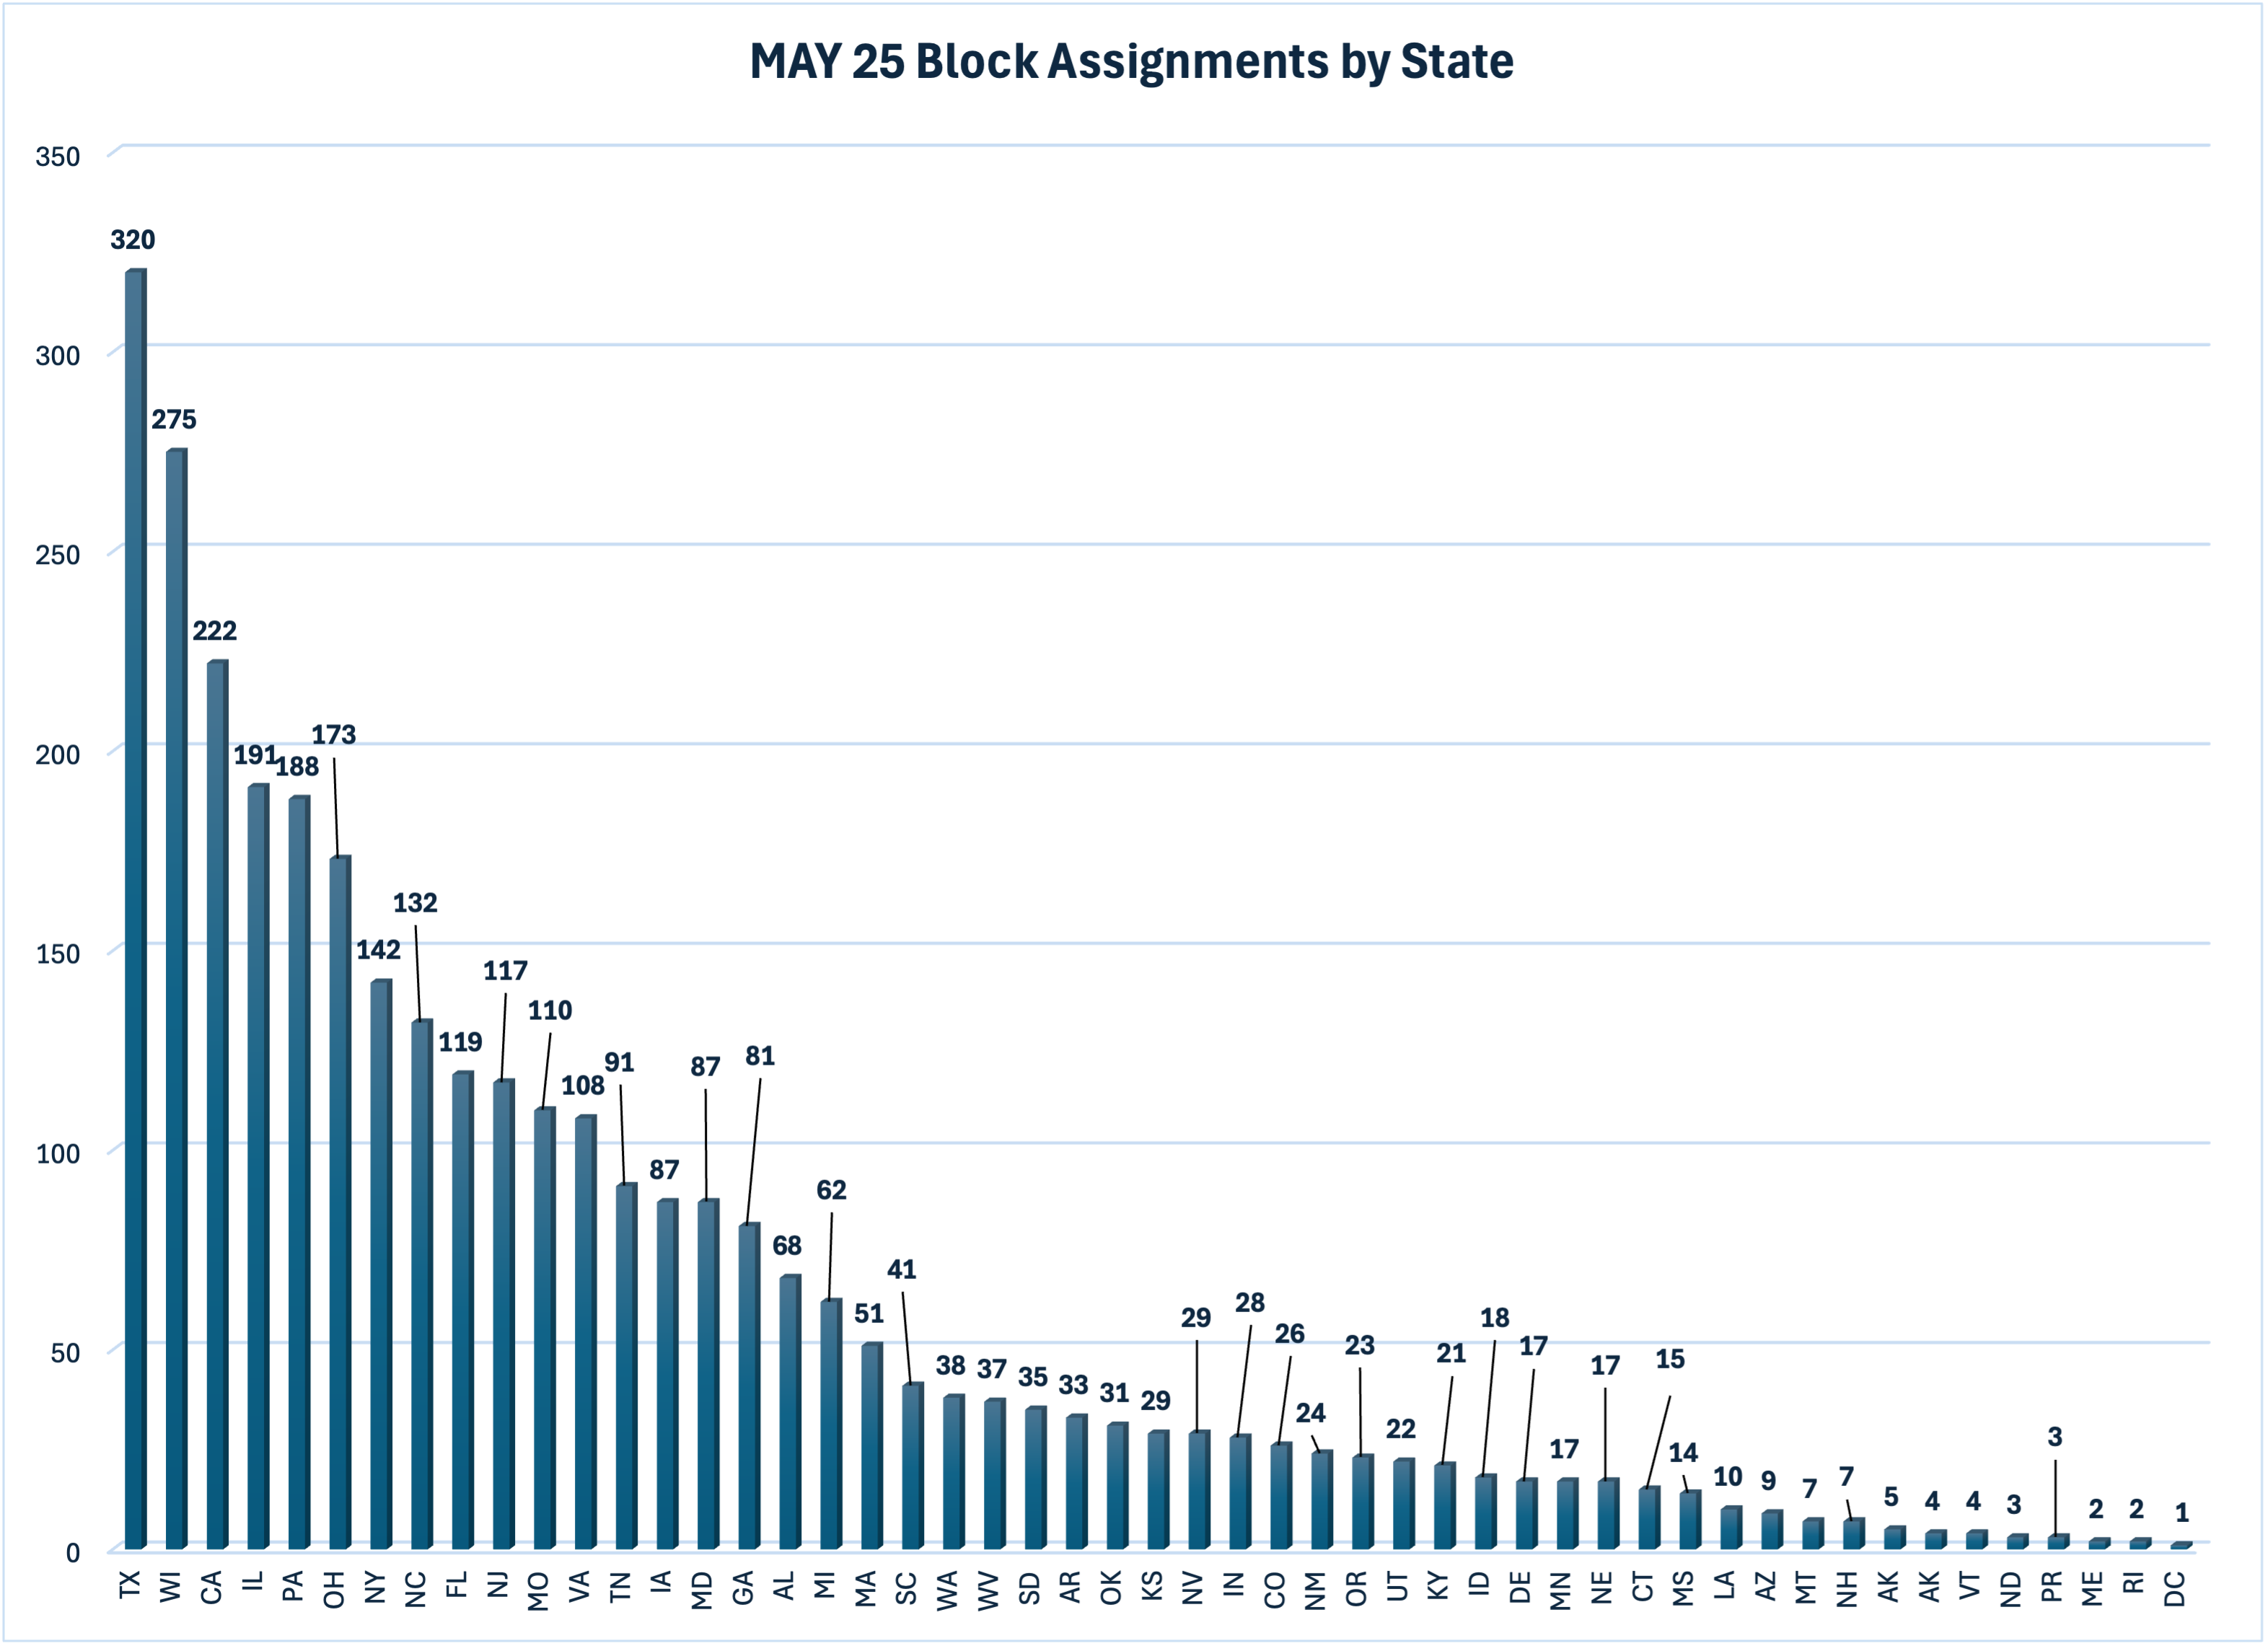 MAY 25 Block Assignments by State
350
300
250
200
150
100
50
0
320
275
222
191
188
173
142
132
119
117
110
108
91
87
87
81
68
62
51
41
38
37
35
33
31
29
29
28
26
24
23
22
21
18
17
17
17
15
14
10
9
7
7
5
4
4
3
3
2
2
1
TX
WI
CA
IL
PA
OH
NY
NC
FL
NJ
MO
VA
TN
IA
MD
GA
AL
MI
MA
SC
WA
WV
SD
AR
OK
KS
NV
IN
CO
NM
OR
UT
KY
ID
DE
MN
NE
CT
MS
LA
AZ
MT
NH
AK
AK
VT
ND
PR
ME
RI
DC